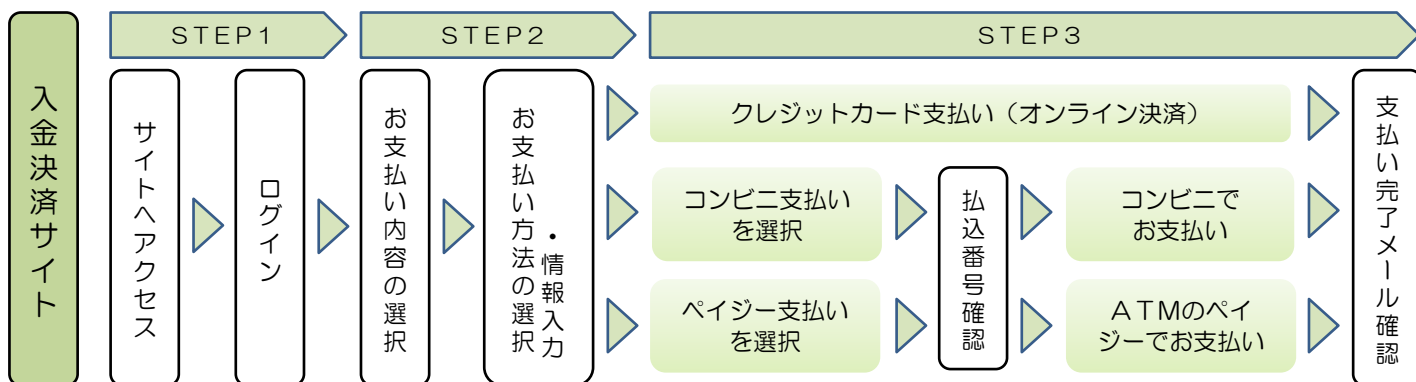 入金決済サイト
STEP1
STEP2
STEP3
サイトへアクセス
ログイン
お支払い内容の選択
お支払い方法の選択
・情報入力
クレジットカード支払い（オンライン決済）
コンビニ支払い
を選択
ペイジー支払い
を選択
払込番号確認
コンビニで
お支払い
ＡＴＭのペイ
ジーでお支払い
支払い完了メール確認